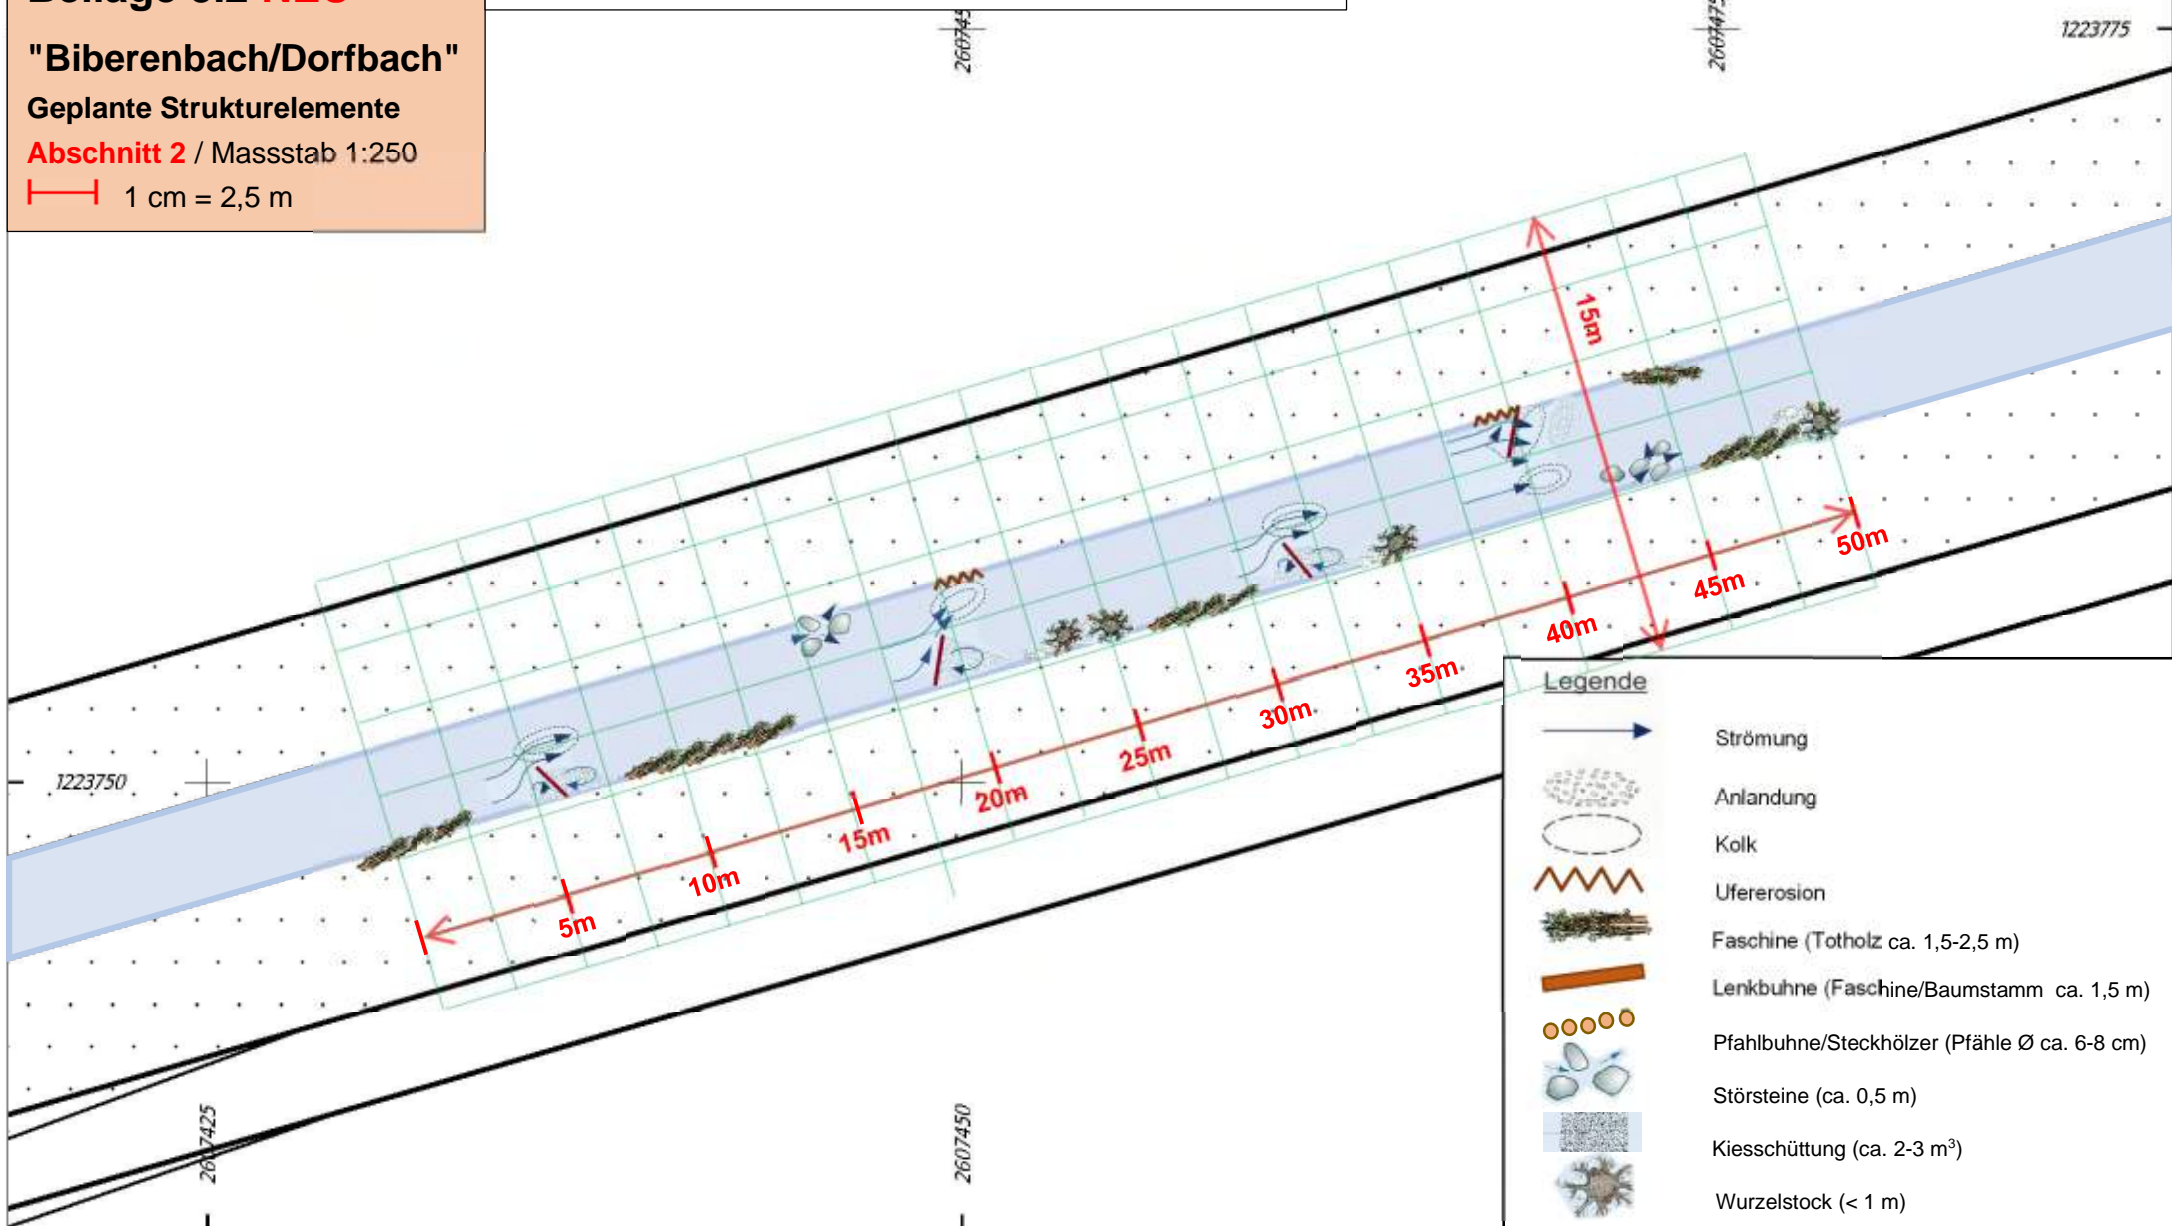 "Biberenbach/Dorfbach"
Geplante Strukturelemente
Abschnitt 2 / Massstab 1:250
1 cm = 2,5 m
1223775
15m
50m
45m
40m
35m
30m
25m
20m
15m
10m
5m
1223750
2607425
2607450
Legende
Strömung
Anlandung
Kolk
Ufererosion
Faschine (Totholz ca. 1,5-2,5 m)
Lenkbuhne (Faschine/Baumstamm ca. 1,5 m)
Pfahlbuhne/Steckhölzer (Pfähle Ø ca. 6-8 cm)
Störsteine (ca. 0,5 m)
Kiesschüttung (ca. 2-3 m³)
Wurzelstock (< 1 m)